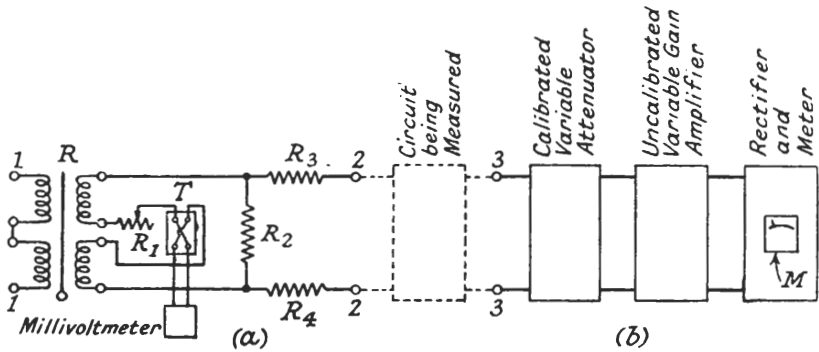 Circuit
being
Measured
Calibrated
Variable
Attenuator
Uncalibrated
Variable Gain
Amplifier
Rectifier
and
Meter
1
R
T
R3
2
3
R1
R2
M
1
R4
2
3
Millivoltmeter
(a)
(b)